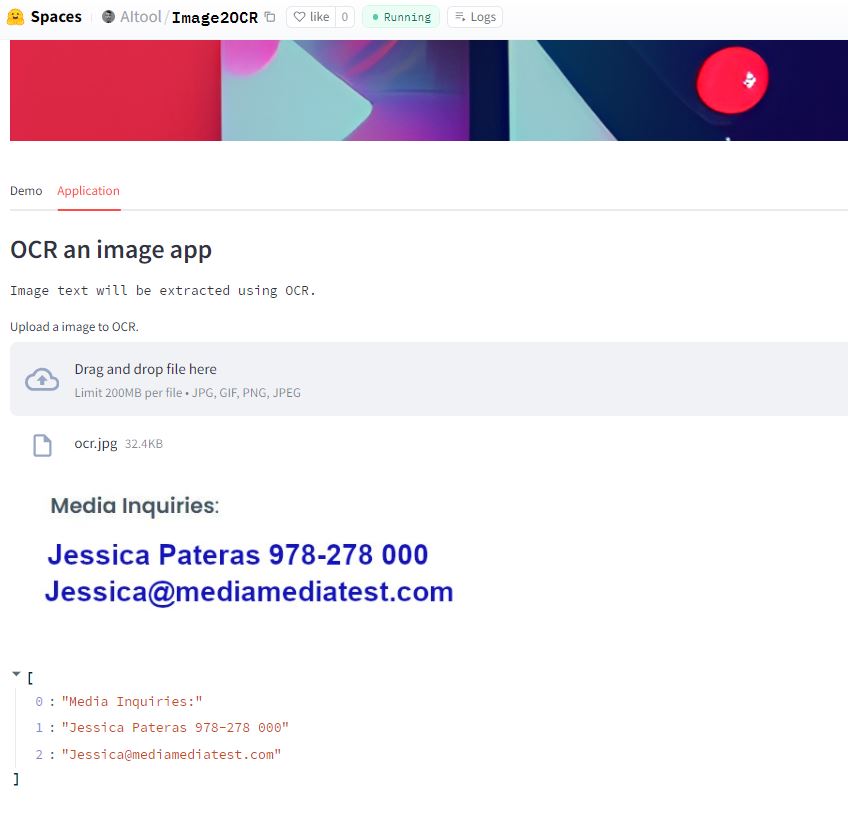 Spaces AItool/Image2OCR like 0 Running Logs
Demo Application
OCR an image app
Image text will be extracted using OCR.
Upload a image to OCR.
Drag and drop file here
Limit 200MB per file • JPG, GIF, PNG, JPEG
ocr.jpg 32.4KB
Media Inquiries:
Jessica Pateras 978-278 000
Jessica@mediamediatest.com
[
0 : "Media Inquiries:"
1 : "Jessica Pateras 978-278 000"
2 : "Jessica@mediamediatest.com"
]